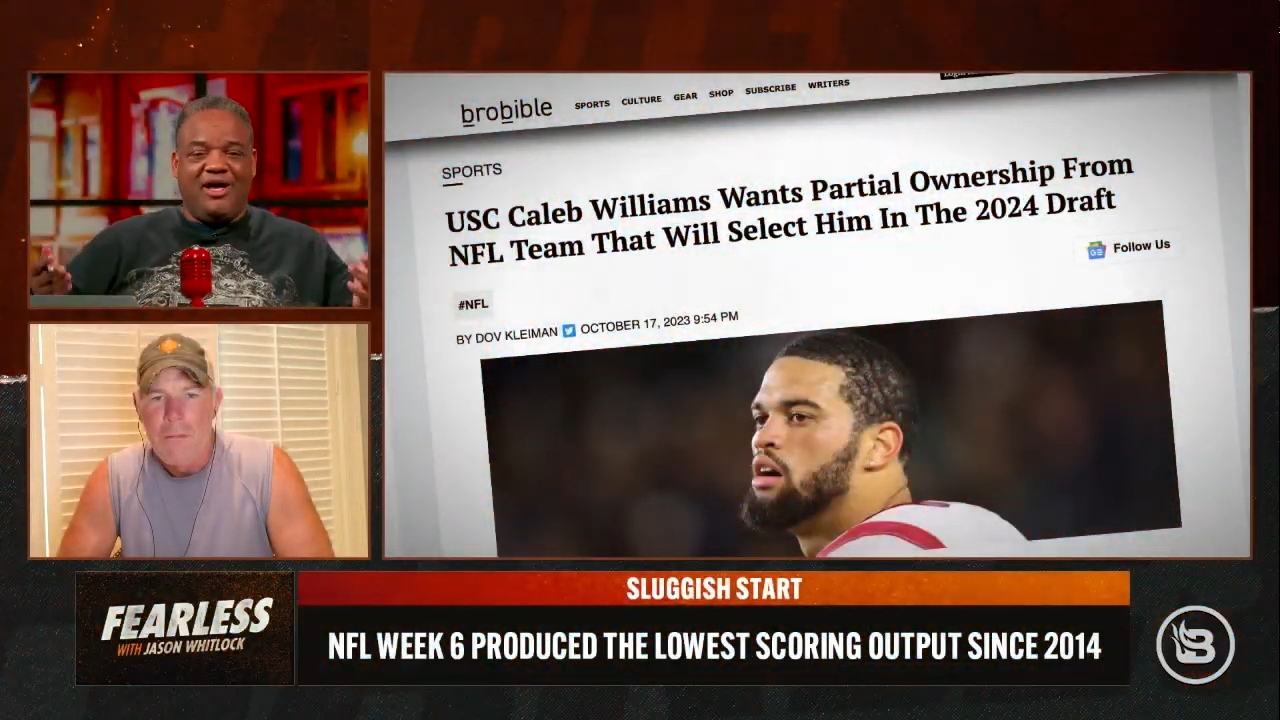 brobible
SPORTS CULTURE GEAR SHOP SUBSCRIBE WRITERS
SPORTS
USC Caleb Williams Wants Partial Ownership From
NFL Team That Will Select Him In The 2024 Draft
Follow Us
#NFL
BY DOV KLEIMAN OCTOBER 17, 2023 9:54 PM
SLUGGISH START
FEARLESS
WITH JASON WHITLOCK
NFL WEEK 6 PRODUCED THE LOWEST SCORING OUTPUT SINCE 2014
B